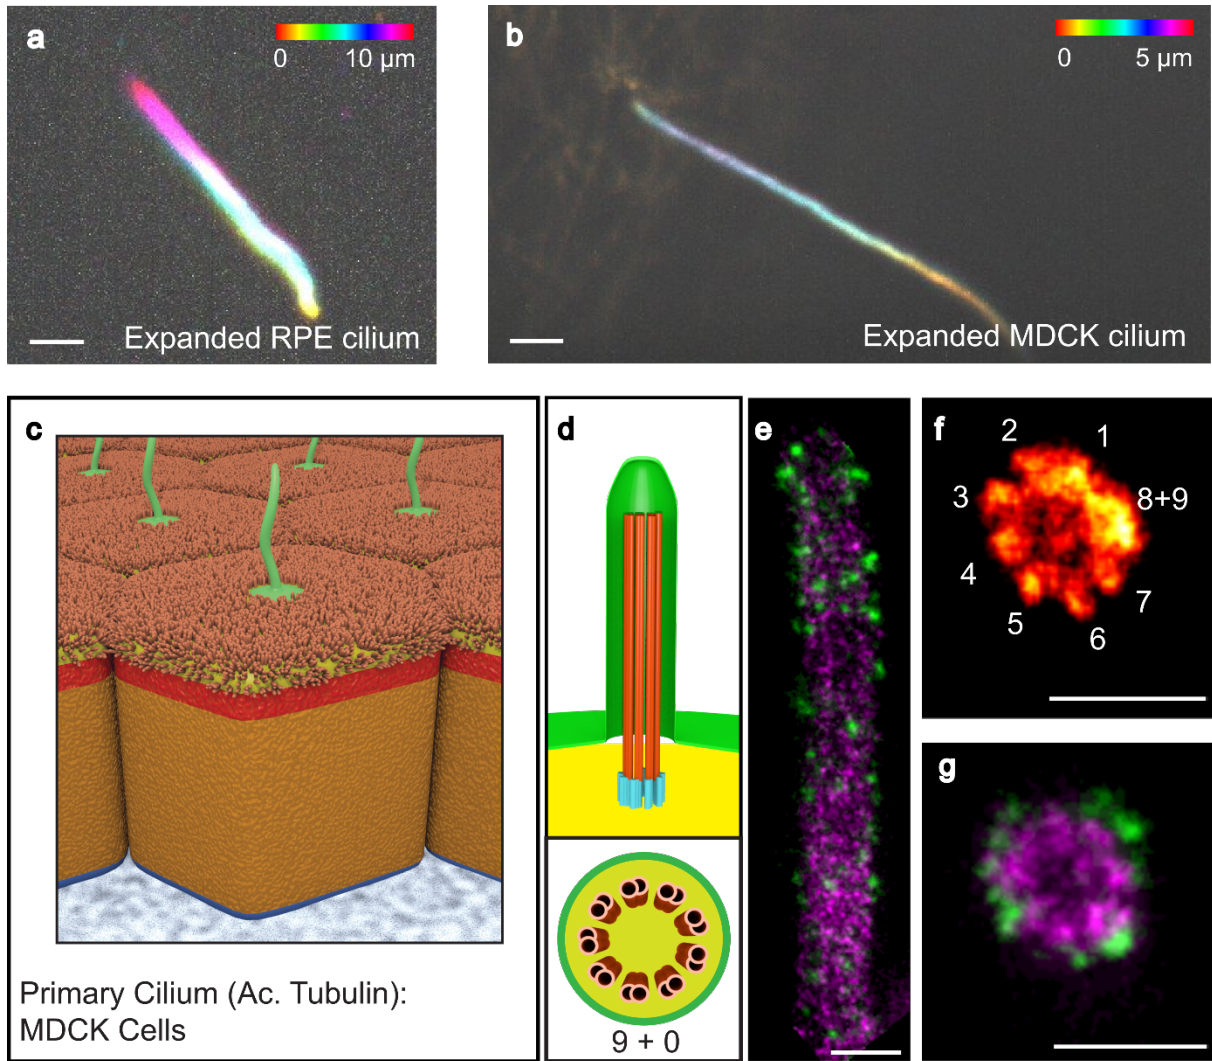 a
0 10 µm
Expanded RPE cilium
b
0 5 µm
Expanded MDCK cilium
c
Primary Cilium (Ac. Tubulin):
MDCK Cells
d
9 + 0
e
f
2 1
3 8+9
4 7
5 6
g